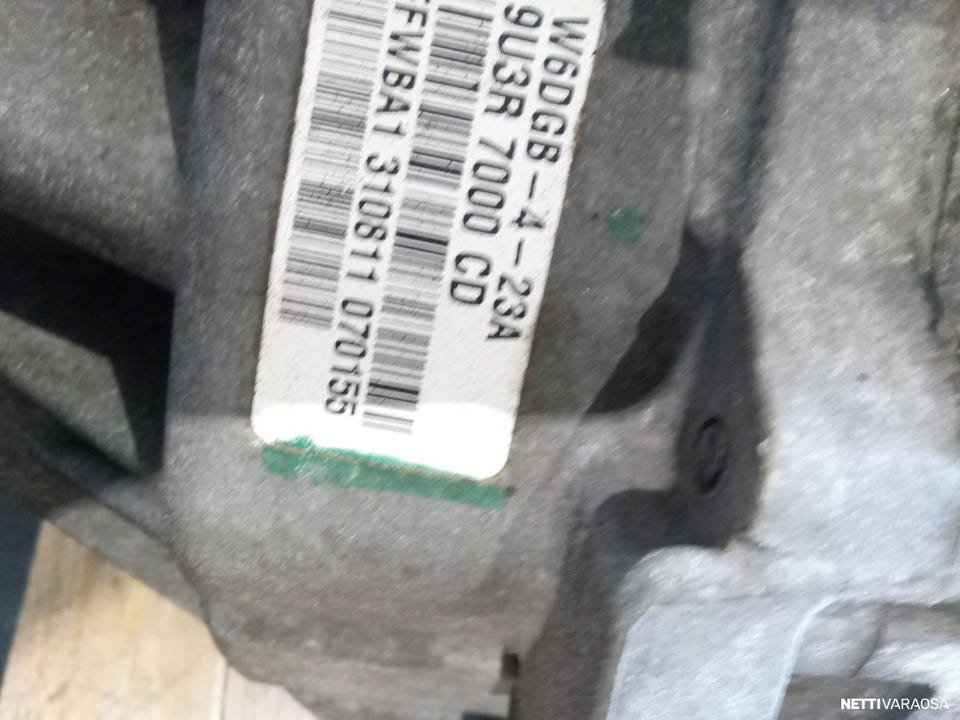 W6DGB-4-23A
9U3R 7000 CD
FWBA1 310811 070155
NETTIVARAOSA